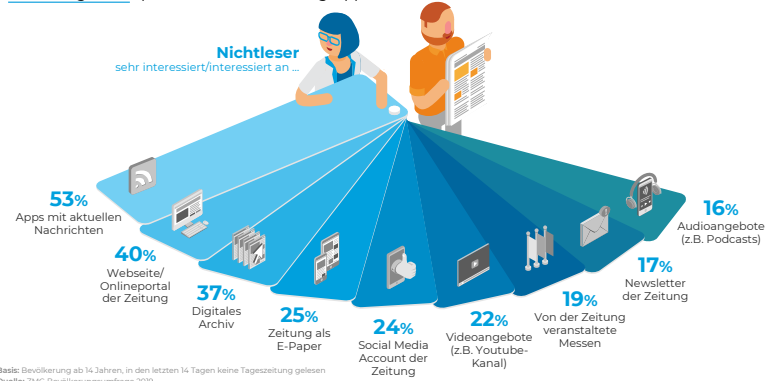 Nichtleser
sehr interessiert/interessiert an ...
53%
Apps mit aktuellen
Nachrichten
40%
Webseite/
Onlineportal
der Zeitung
37%
Digitales
Archiv
25%
Zeitung als
E-Paper
24%
Social Media
Account der
Zeitung
22%
Videoangebote
(z.B. Youtube-
Kanal)
19%
Von der Zeitung
veranstaltete
Messen
17%
Newsletter
der Zeitung
16%
Audioangebote
(z.B. Podcasts)
Basis: Bevölkerung ab 14 Jahren, in den letzten 14 Tagen keine Tageszeitung gelesen